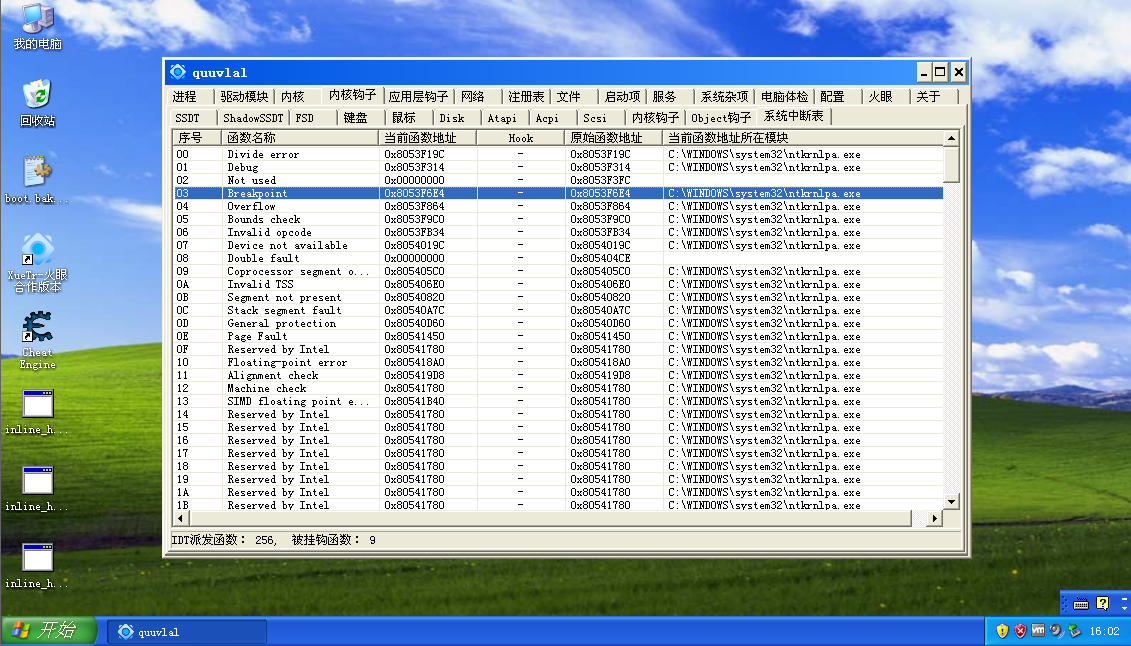 我的电脑
回收站
boot.bak...
XueTr-火眼
合作版本
Cheat
Engine
inline_h...
inline_h...
inline_h...
quuvlal
进程 驱动模块 内核 内核钩子 应用层钩子 网络 注册表 文件 启动项 服务 系统杂项 电脑体检 配置 火眼 关于
SSDT ShadowSSDT FSD 键盘 鼠标 Disk Atapi Acpi Scsi 内核钩子 Object钩子 系统中断表
序号 函数名称 当前函数地址 Hook 原始函数地址 当前函数地址所在模块
00 Divide error 0x8053F19C - 0x8053F19C C:\WINDOWS\system32\ntkrnlpa.exe
01 Debug 0x8053F314 - 0x8053F314 C:\WINDOWS\system32\ntkrnlpa.exe
02 Not used 0x00000000 - 0x8053F3FC
03 Breakpoint 0x8053F6E4 - 0x8053F6E4 C:\WINDOWS\system32\ntkrnlpa.exe
04 Overflow 0x8053F864 - 0x8053F864 C:\WINDOWS\system32\ntkrnlpa.exe
05 Bounds check 0x8053F9C0 - 0x8053F9C0 C:\WINDOWS\system32\ntkrnlpa.exe
06 Invalid opcode 0x8053FB34 - 0x8053FB34 C:\WINDOWS\system32\ntkrnlpa.exe
07 Device not available 0x8054019C - 0x8054019C C:\WINDOWS\system32\ntkrnlpa.exe
08 Double fault 0x00000000 - 0x805404CE
09 Coprocessor segment o... 0x805405C0 - 0x805405C0 C:\WINDOWS\system32\ntkrnlpa.exe
0A Invalid TSS 0x805406E0 - 0x805406E0 C:\WINDOWS\system32\ntkrnlpa.exe
0B Segment not present 0x80540820 - 0x80540820 C:\WINDOWS\system32\ntkrnlpa.exe
0C Stack segment fault 0x80540A7C - 0x80540A7C C:\WINDOWS\system32\ntkrnlpa.exe
0D General protection 0x80540D60 - 0x80540D60 C:\WINDOWS\system32\ntkrnlpa.exe
0E Page Fault 0x80541450 - 0x80541450 C:\WINDOWS\system32\ntkrnlpa.exe
0F Reserved by Intel 0x80541780 - 0x80541780 C:\WINDOWS\system32\ntkrnlpa.exe
10 Floating-point error 0x805418A0 - 0x805418A0 C:\WINDOWS\system32\ntkrnlpa.exe
11 Alignment check 0x805419D8 - 0x805419D8 C:\WINDOWS\system32\ntkrnlpa.exe
12 Machine check 0x80541780 - 0x80541780 C:\WINDOWS\system32\ntkrnlpa.exe
13 SIMD floating point e... 0x80541B40 - 0x80541B40 C:\WINDOWS\system32\ntkrnlpa.exe
14 Reserved by Intel 0x80541780 - 0x80541780 C:\WINDOWS\system32\ntkrnlpa.exe
15 Reserved by Intel 0x80541780 - 0x80541780 C:\WINDOWS\system32\ntkrnlpa.exe
16 Reserved by Intel 0x80541780 - 0x80541780 C:\WINDOWS\system32\ntkrnlpa.exe
17 Reserved by Intel 0x80541780 - 0x80541780 C:\WINDOWS\system32\ntkrnlpa.exe
18 Reserved by Intel 0x80541780 - 0x80541780 C:\WINDOWS\system32\ntkrnlpa.exe
19 Reserved by Intel 0x80541780 - 0x80541780 C:\WINDOWS\system32\ntkrnlpa.exe
1A Reserved by Intel 0x80541780 - 0x80541780 C:\WINDOWS\system32\ntkrnlpa.exe
1B Reserved by Intel 0x80541780 - 0x80541780 C:\WINDOWS\system32\ntkrnlpa.exe
IDT派发函数： 256, 被挂钩函数： 9
开始 quuvlal 16:02